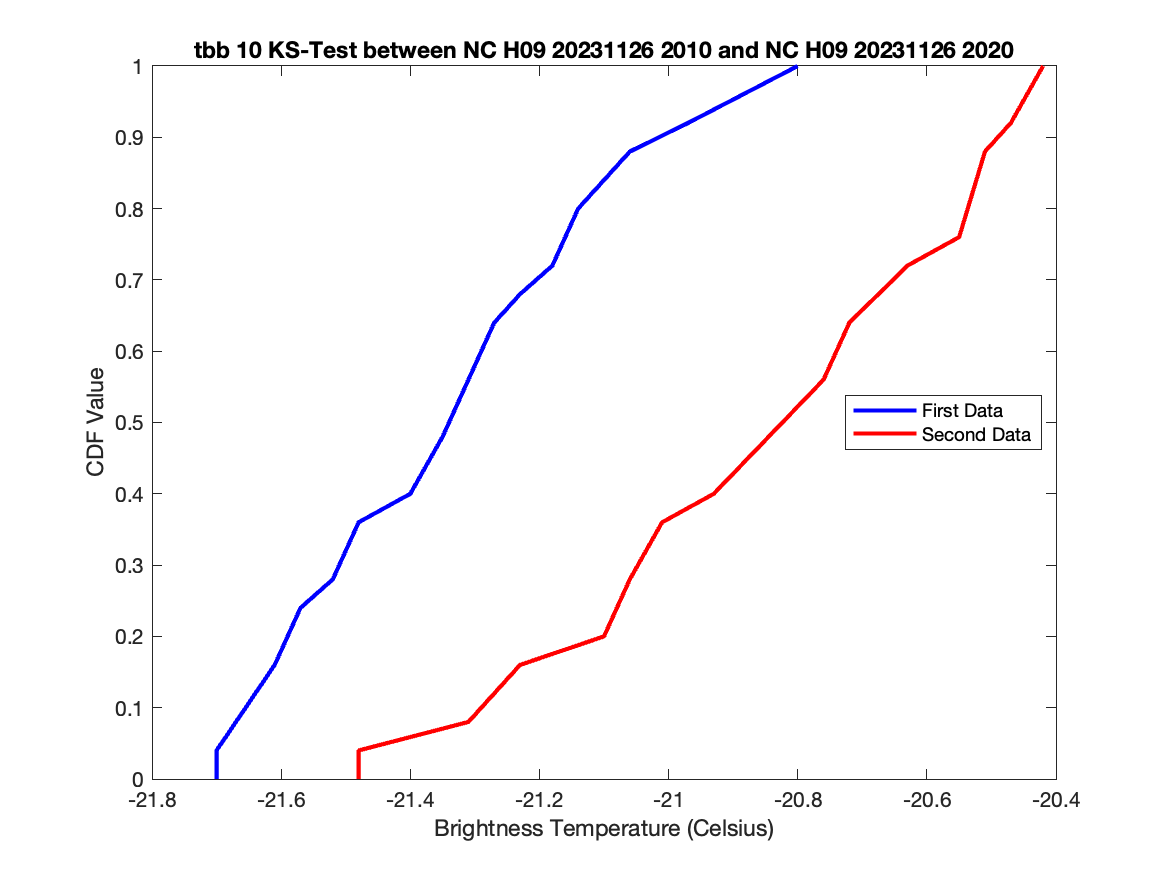 tbb 10 KS-Test between NC H09 20231126 2010 and NC H09 20231126 2020
1
0.9
0.8
0.7
0.6
0.5
0.4
0.3
0.2
0.1
0
CDF Value
First Data
Second Data
-21.8 -21.6 -21.4 -21.2 -21 -20.8 -20.6 -20.4
Brightness Temperature (Celsius)